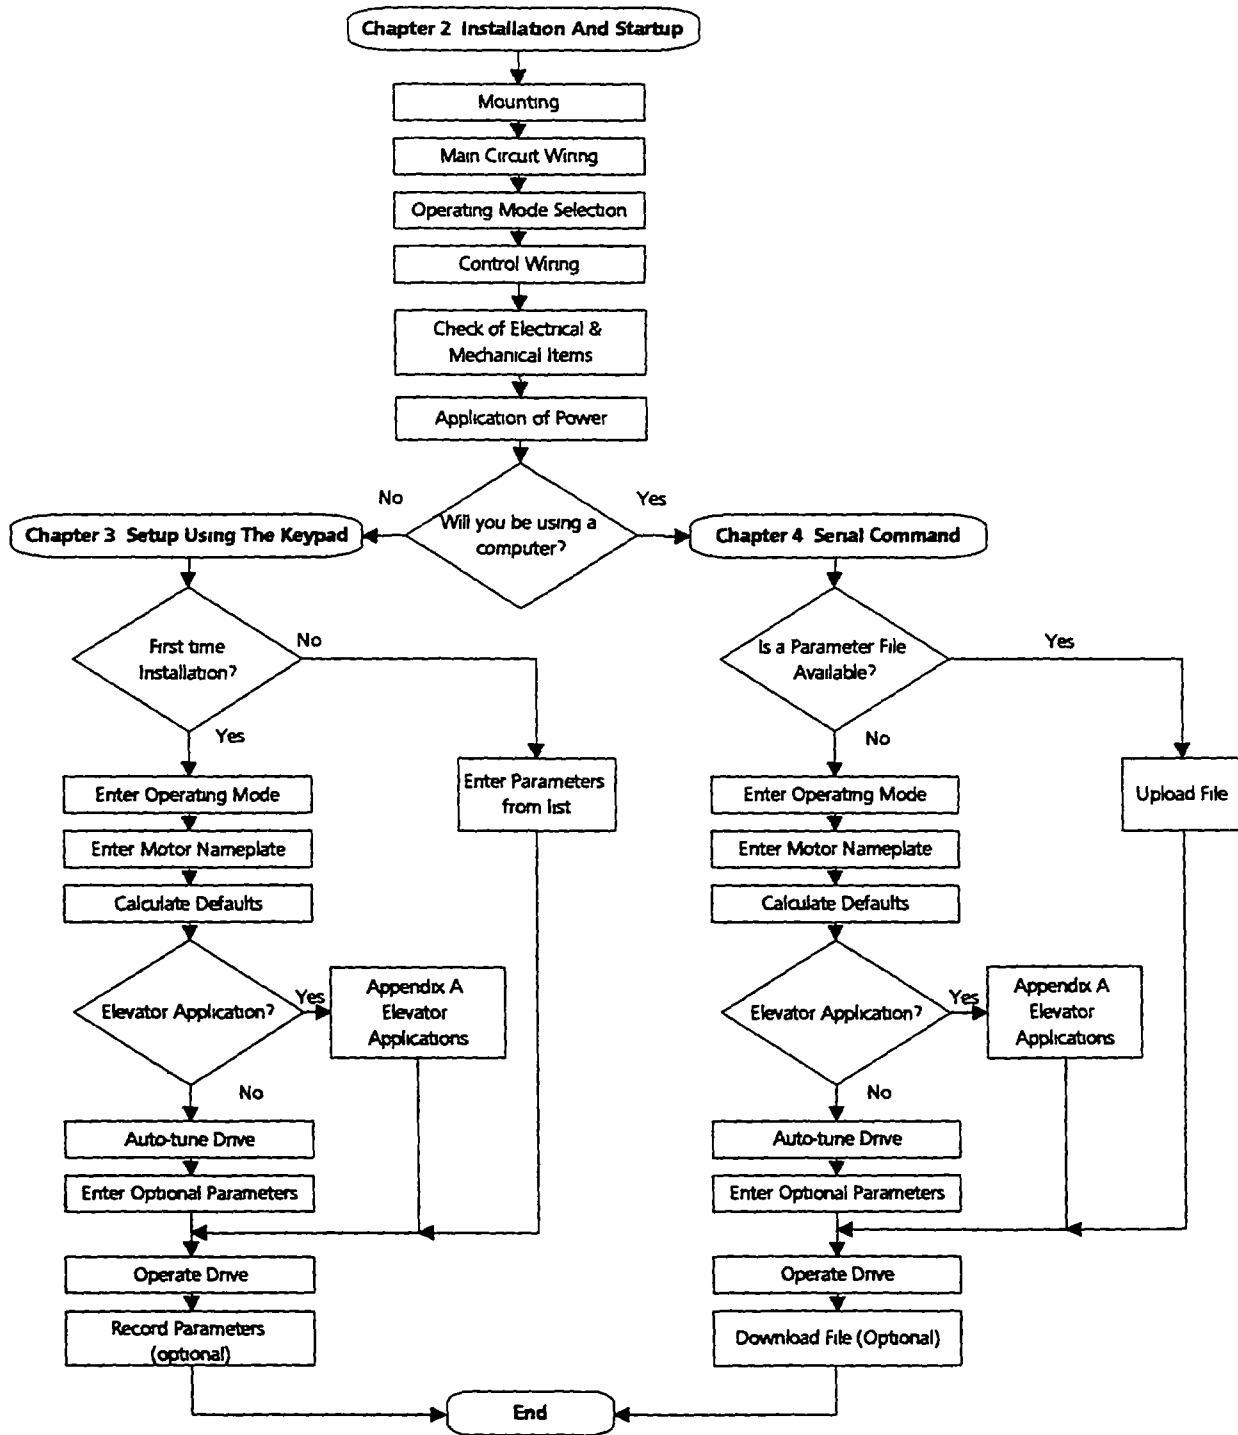 Chapter 2 Installation And Startup
Mounting
Main Circuit Wiring
Operating Mode Selection
Control Wiring
Check of Electrical &
Mechanical Items
Application of Power
No
Yes
Will you be using a
computer?
Chapter 3 Setup Using The Keypad
Chapter 4 Serial Command
First time
Installation?
No
Yes
Is a Parameter File
Available?
Yes
No
Enter Operating Mode
Enter Motor Nameplate
Calculate Defaults
Enter Parameters
from list
Enter Operating Mode
Enter Motor Nameplate
Calculate Defaults
Upload File
Elevator Application?
Yes
Appendix A
Elevator
Applications
No
Elevator Application?
Yes
Appendix A
Elevator
Applications
No
Auto-tune Drive
Enter Optional Parameters
Operate Drive
Record Parameters
(optional)
Auto-tune Drive
Enter Optional Parameters
Operate Drive
Download File (Optional)
End